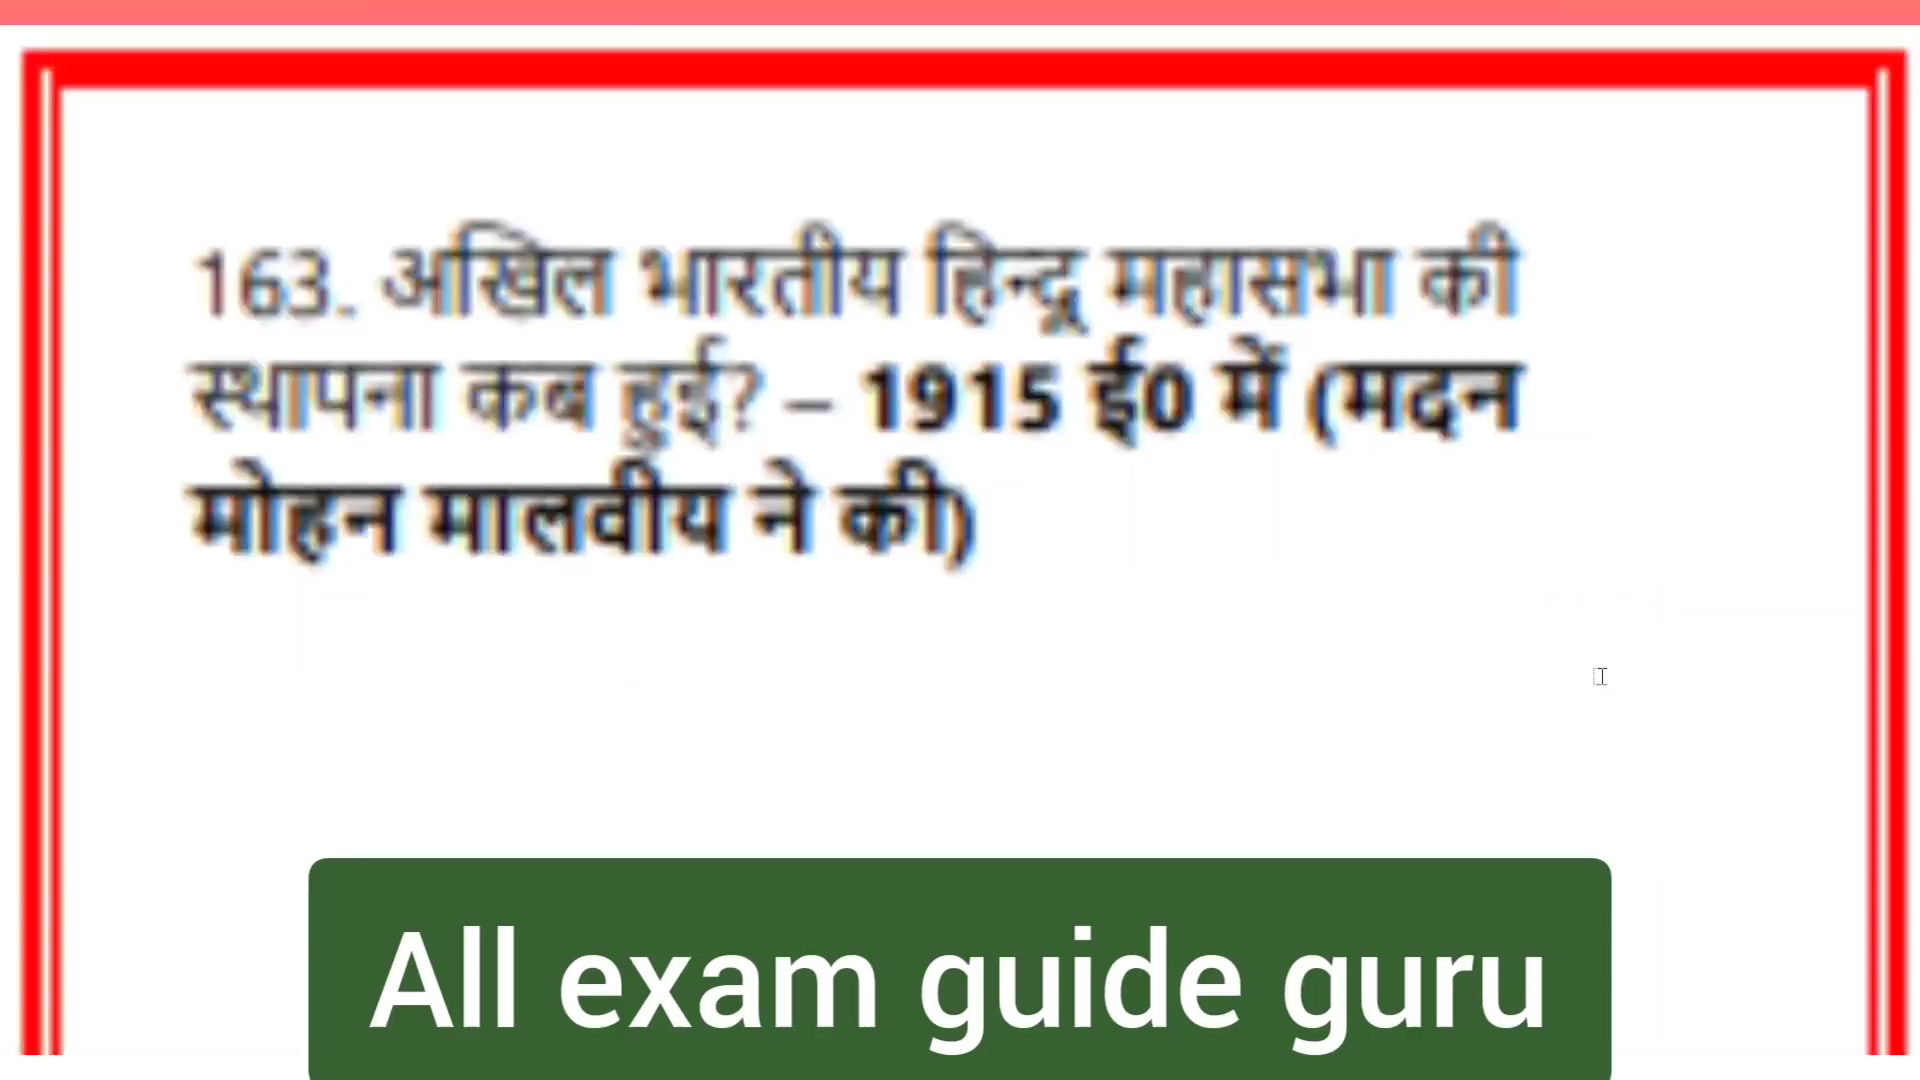 163. अखिल भारतीय हिन्दू महासभा की
स्थापना कब हुई? – 1915 ई0 में (मदन
मोहन मालवीय ने की)
All exam guide guru